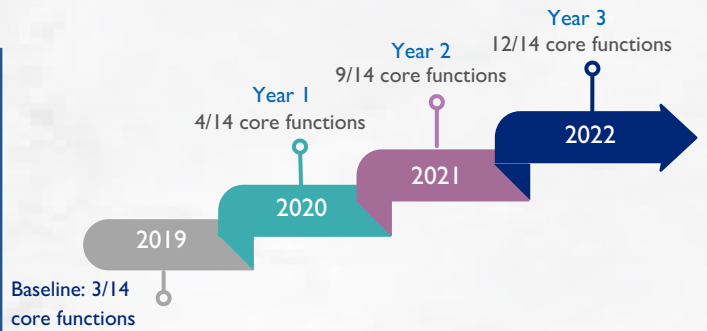 Year 3
12/14 core functions
Year 2
9/14 core functions
Year 1
4/14 core functions
2022
2021
2020
2019
Baseline: 3/14
core functions